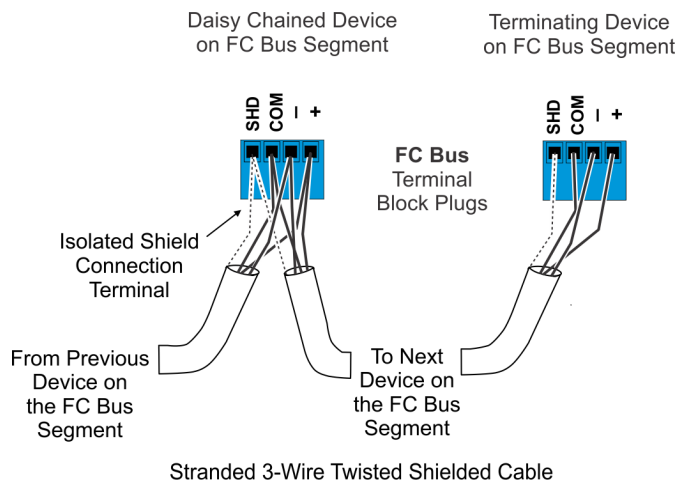 Daisy Chained Device
on FC Bus Segment
Terminating Device
on FC Bus Segment
SHD
COM
–
+
SHD
COM
–
+
FC Bus
Terminal
Block Plugs
Isolated Shield
Connection
Terminal
From Previous
Device on
the FC Bus
Segment
To Next
Device on
the FC Bus
Segment
Stranded 3-Wire Twisted Shielded Cable